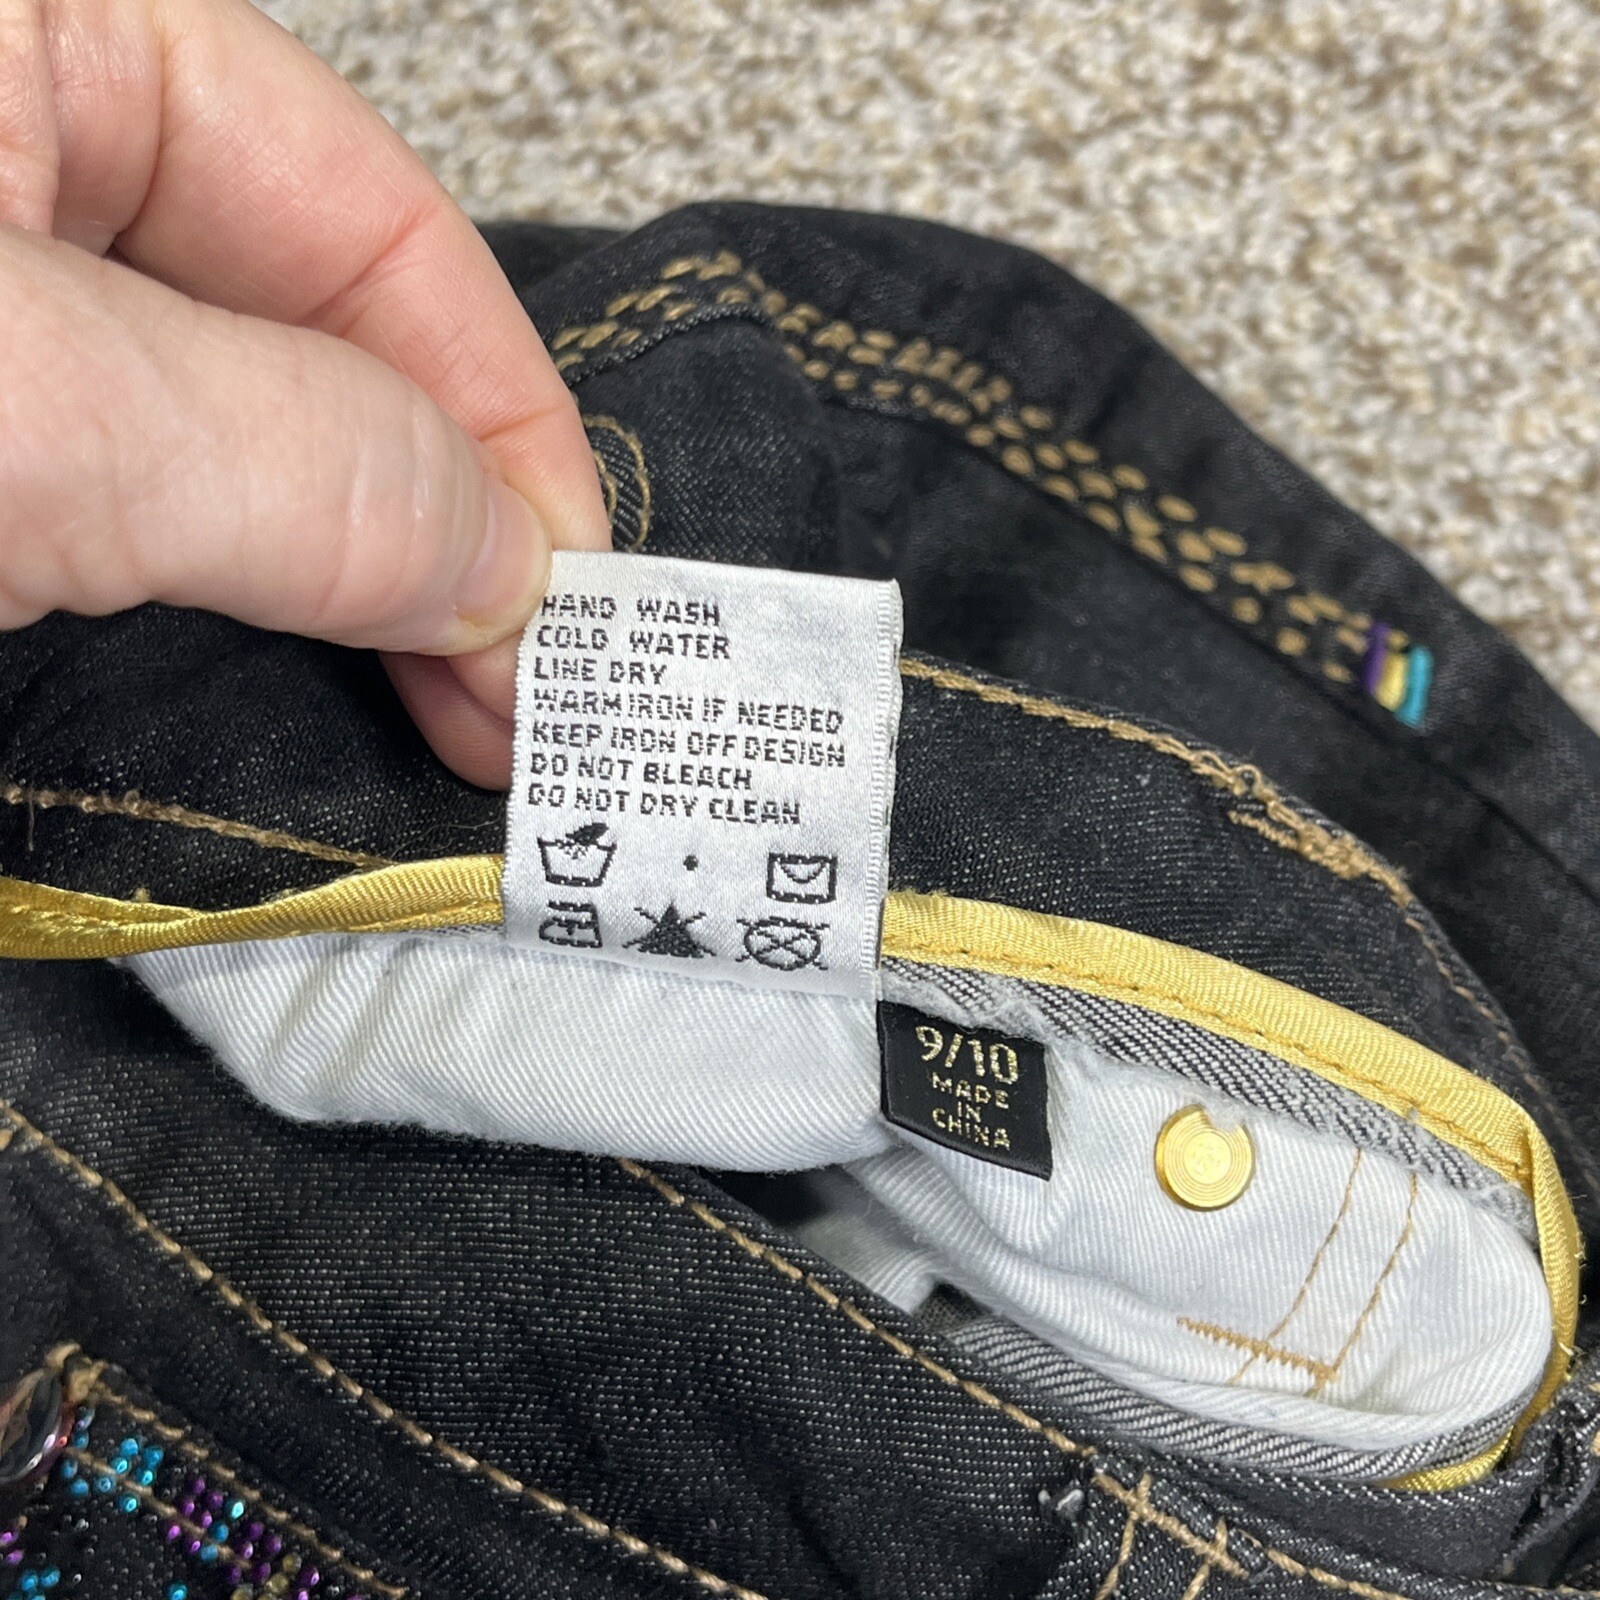 HAND WASH
COLD WATER
LINE DRY
WARM IRON IF NEEDED
KEEP IRON OFF DESIGN
DO NOT BLEACH
DO NOT DRY CLEAN
9/10
MADE
IN
CHINA